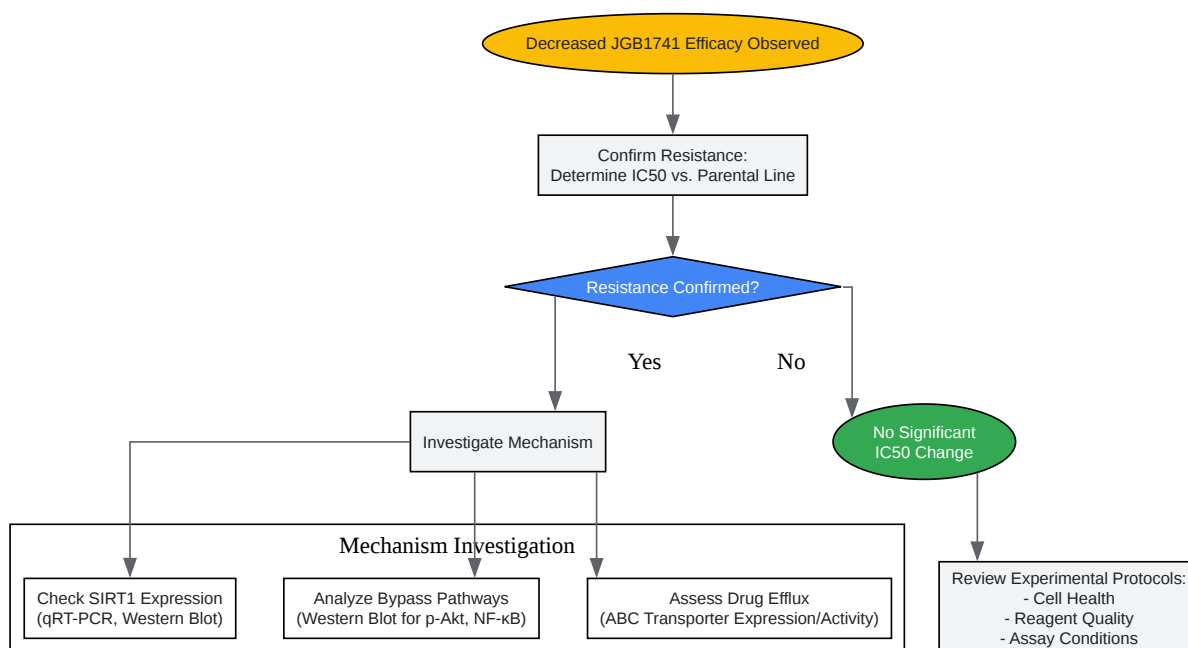 Decreased JGB1741 Efficacy Observed
Confirm Resistance:
Determine IC50 vs. Parental Line
Resistance Confirmed?
Yes
No
Investigate Mechanism
No Significant
IC50 Change
Mechanism Investigation
Check SIRT1 Expression
(qRT-PCR, Western Blot)
Analyze Bypass Pathways
(Western Blot for p-Akt, NF-κB)
Assess Drug Efflux
(ABC Transporter Expression/Activity)
Review Experimental Protocols:
- Cell Health
- Reagent Quality
- Assay Conditions